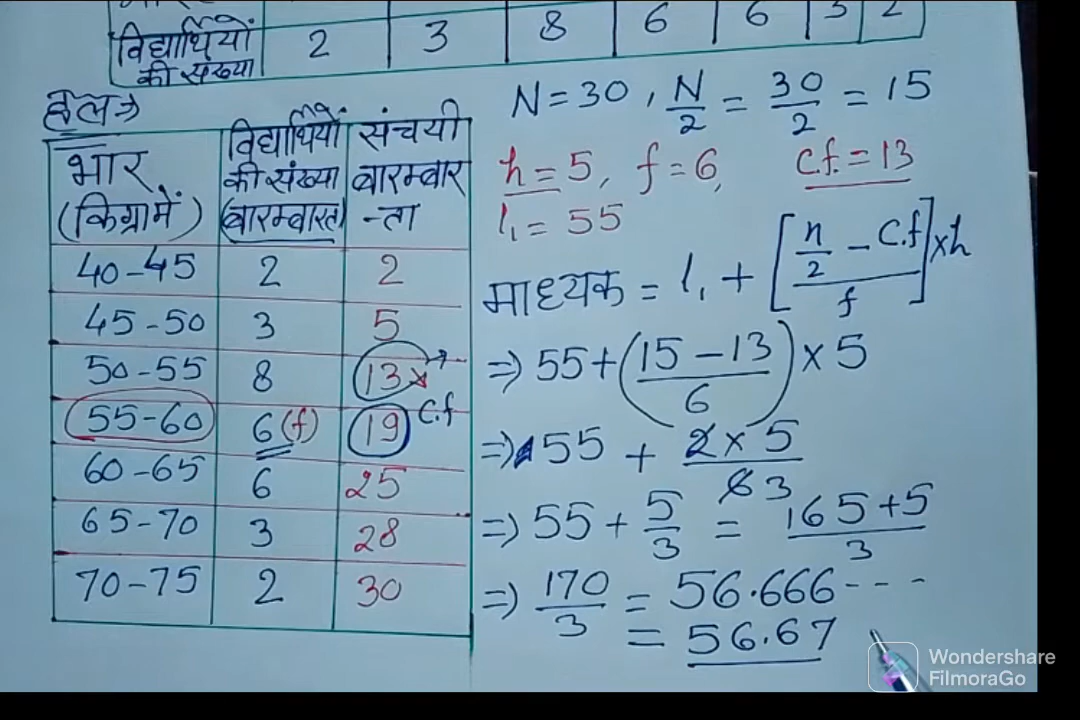 विद्यार्थियों की संख्या 2 3 8 6 6 3 2
हल⇒
भार (किग्रा में) विद्यार्थियों की संख्या (बारम्बारता) संचयी बारम्बार-ता
40-45 2 2
45-50 3 5
50-55 8 13
55-60 6 (f) 19 C.f
60-65 6 25
65-70 3 28
70-75 2 30
N = 30, N/2 = 30/2 = 15
h = 5, f = 6, C.f = 13
l₁ = 55
माध्यक = l₁ + [(n/2 - C.f)/f] × h
⇒ 55 + (15 - 13 / 6) × 5
⇒ 55 + 2 × 5 / 6 3
⇒ 55 + 5/3 = 165 + 5 / 3
⇒ 170/3 = 56.666---
= 56.67
Wondershare
FilmoraGo